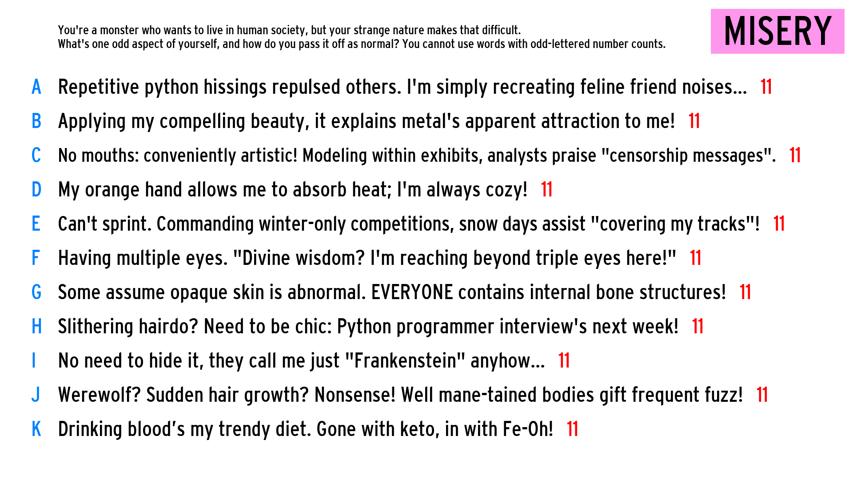 You're a monster who wants to live in human society, but your strange nature makes that difficult.
What's one odd aspect of yourself, and how do you pass it off as normal? You cannot use words with odd-lettered number counts.
MISERY
A Repetitive python hissings repulsed others. I'm simply recreating feline friend noises... 11
B Applying my compelling beauty, it explains metal's apparent attraction to me! 11
C No mouths: conveniently artistic! Modeling within exhibits, analysts praise "censorship messages". 11
D My orange hand allows me to absorb heat; I'm always cozy! 11
E Can't sprint. Commanding winter-only competitions, snow days assist "covering my tracks"! 11
F Having multiple eyes. "Divine wisdom? I'm reaching beyond triple eyes here!" 11
G Some assume opaque skin is abnormal. EVERYONE contains internal bone structures! 11
H Slithering hairdo? Need to be chic: Python programmer interview's next week! 11
I No need to hide it, they call me just "Frankenstein" anyhow... 11
J Werewolf? Sudden hair growth? Nonsense! Well mane-tained bodies gift frequent fuzz! 11
K Drinking blood's my trendy diet. Gone with keto, in with Fe-Oh! 11